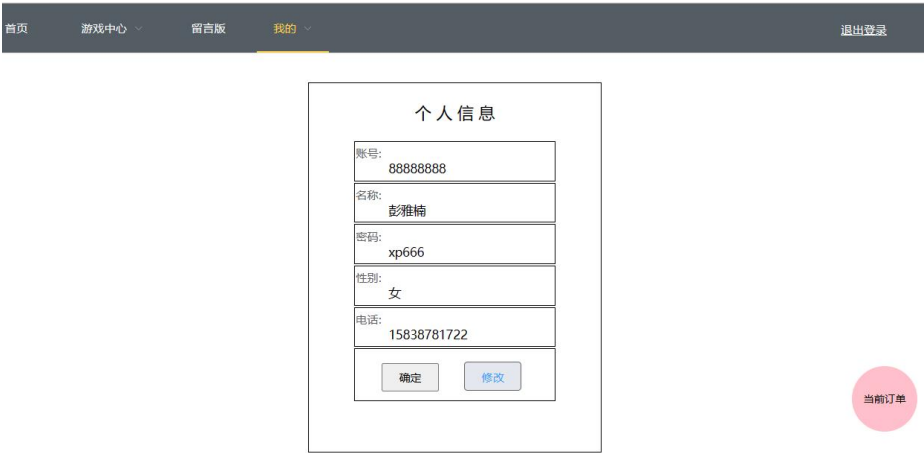 首页 游戏中心 留言版 我的 退出登录
个人信息
账号:
88888888
名称:
彭雅楠
密码:
xp666
性别:
女
电话:
15838781722
确定 修改
当前订单